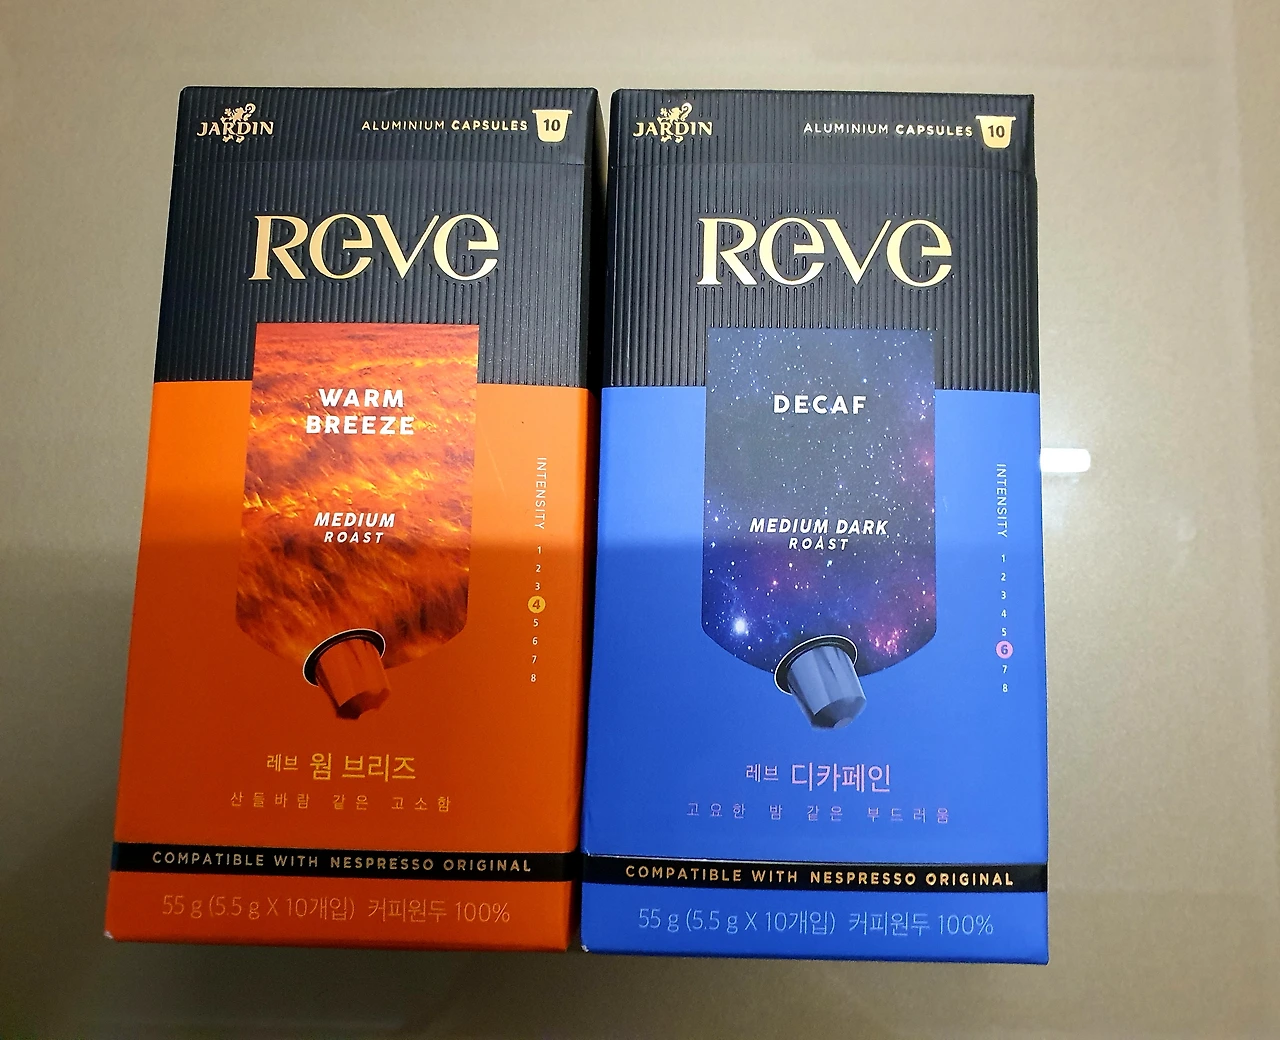 JARDIN
ALUMINIUM CAPSULES 10
Reve
WARM
BREEZE
MEDIUM
ROAST
INTENSITY 1 2 3 4 5 6 7 8
레브 웜 브리즈
산들바람 같은 고소함
COMPATIBLE WITH NESPRESSO ORIGINAL
55 g (5.5 g X 10개입) 커피원두 100%
JARDIN
ALUMINIUM CAPSULES 10
Reve
DECAF
MEDIUM DARK
ROAST
INTENSITY 1 2 3 4 5 6 7 8
레브 디카페인
고요한 밤 같은 부드러움
COMPATIBLE WITH NESPRESSO ORIGINAL
55 g (5.5 g X 10개입) 커피원두 100%